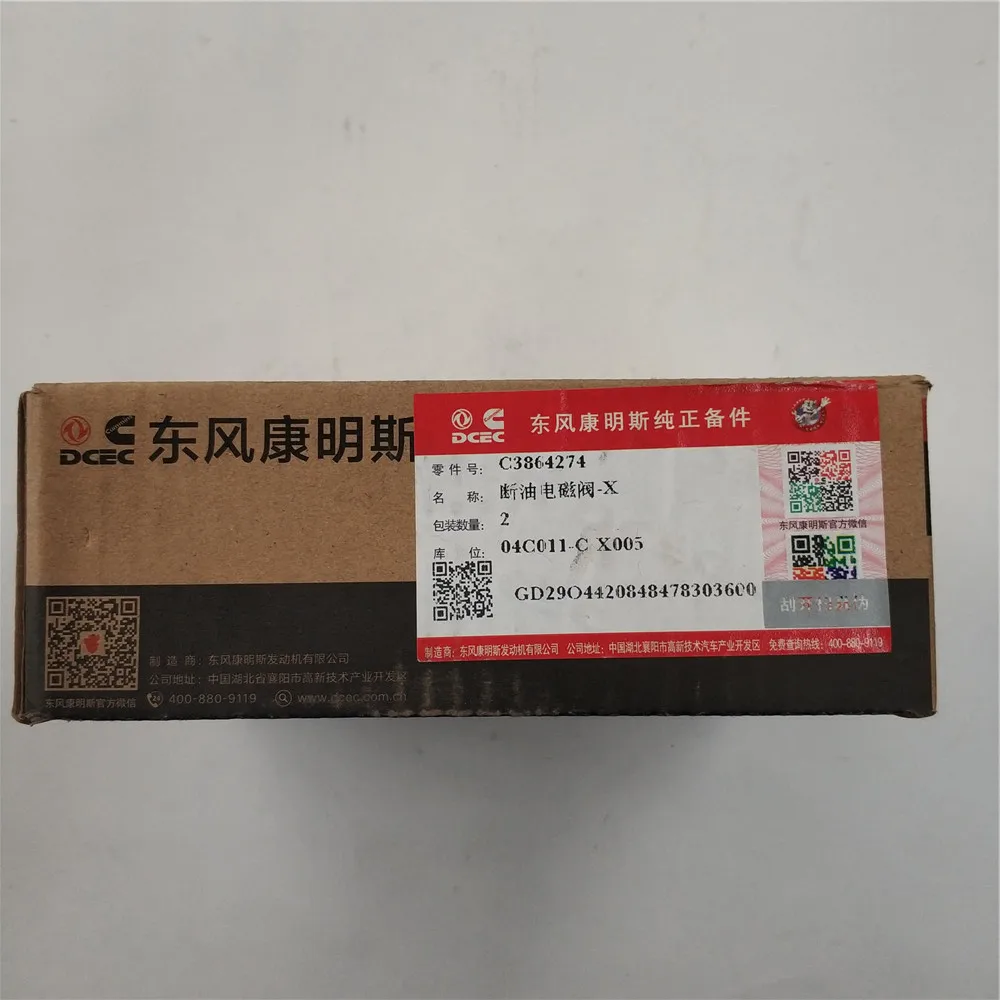 DCEC 东风康明斯
制造商：东风康明斯发动机有限公司
公司地址：中国湖北省襄阳市高新技术产业开发区
400-880-9119 www.dcec.com.cn
东风康明斯官方微信
DCEC 东风康明斯纯正备件
零件号： C3864274
名 称： 断油电磁阀-X
包装数量： 2
库 位： 04C011-C X005
GD29O4420848478303600
东风康明斯官方微信
刮开
伪
制造商：东风康明斯发动机有限公司 公司地址：中国湖北襄阳市高新技术汽车产业开发区 免费查询热线：400-880-9119